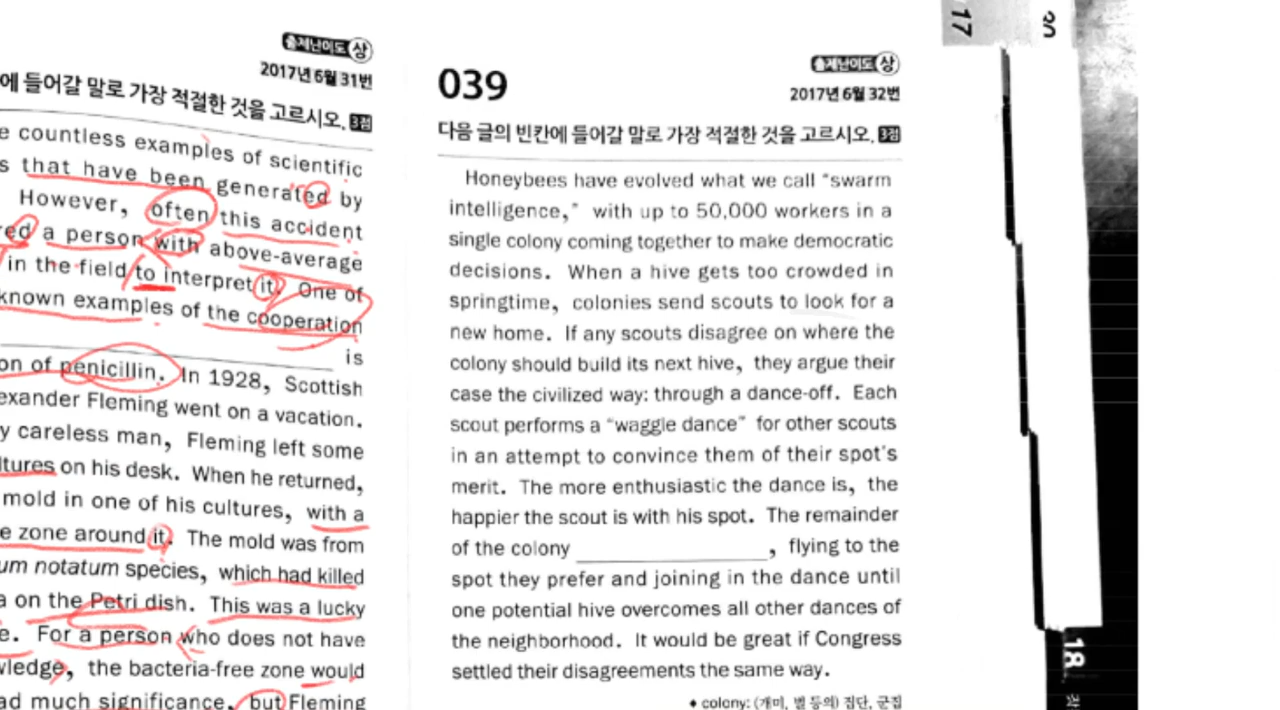 출제난이도 상
2017년 6월 31번
에 들어갈 말로 가장 적절한 것을 고르시오. 3점
e countless examples of scientific
s that have been generated by
However, often this accident
red a person with above-average
in the field to interpret it. One of
known examples of the cooperation
is
on of penicillin. In 1928, Scottish
exander Fleming went on a vacation.
y careless man, Fleming left some
ltures on his desk. When he returned,
mold in one of his cultures, with a
e zone around it. The mold was from
um notatum species, which had killed
a on the Petri dish. This was a lucky
e. For a person who does not have
wledge, the bacteria-free zone would
ad much significance, but Fleming
출제난이도 상
039
2017년 6월 32번
다음 글의 빈칸에 들어갈 말로 가장 적절한 것을 고르시오. 3점
Honeybees have evolved what we call “swarm
intelligence,” with up to 50,000 workers in a
single colony coming together to make democratic
decisions. When a hive gets too crowded in
springtime, colonies send scouts to look for a
new home. If any scouts disagree on where the
colony should build its next hive, they argue their
case the civilized way: through a dance-off. Each
scout performs a “waggle dance” for other scouts
in an attempt to convince them of their spot's
merit. The more enthusiastic the dance is, the
happier the scout is with his spot. The remainder
of the colony ____________, flying to the
spot they prefer and joining in the dance until
one potential hive overcomes all other dances of
the neighborhood. It would be great if Congress
settled their disagreements the same way.
♦ colony: (개미, 벌 등의) 집단, 군집
17
18